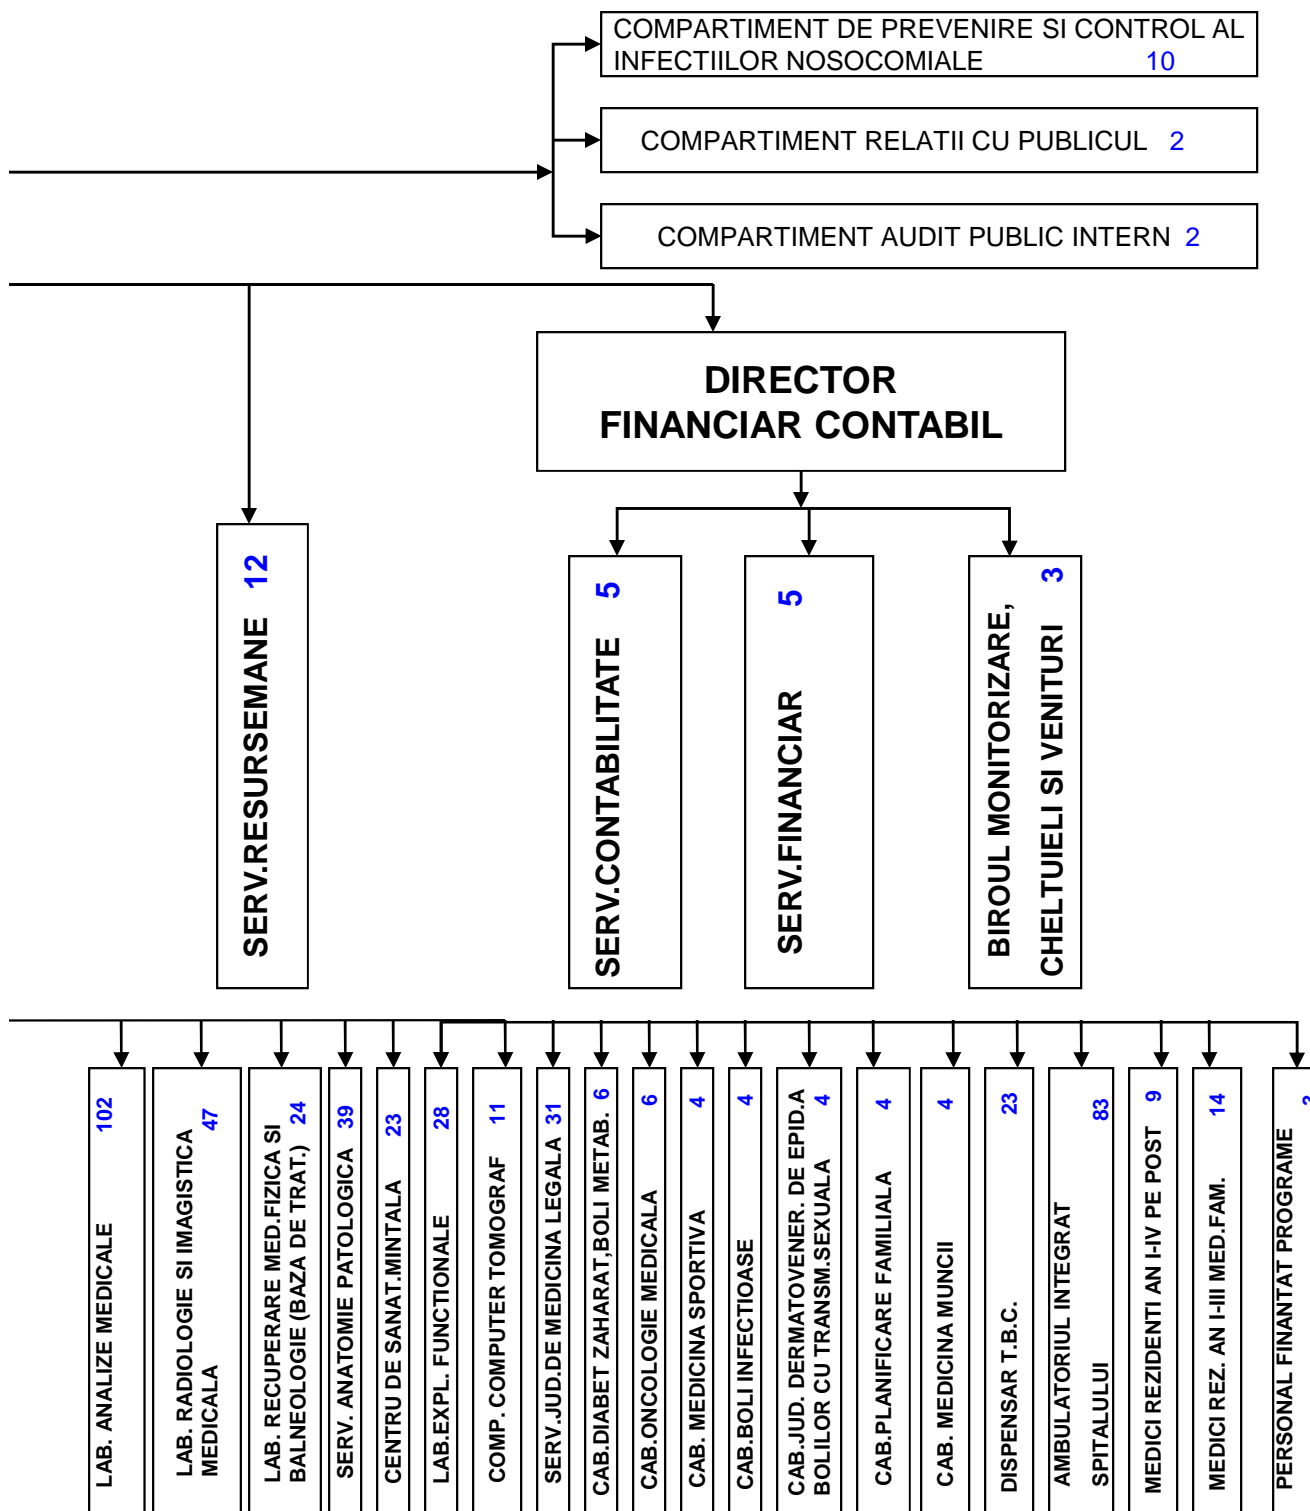 COMPARTIMENT DE PREVENIRE SI CONTROL AL
INFECTIILOR NOSOCOMIALE 10
COMPARTIMENT RELATII CU PUBLICUL 2
COMPARTIMENT AUDIT PUBLIC INTERN 2
DIRECTOR
FINANCIAR CONTABIL
SERV.RESURSEMANE 12
SERV.CONTABILITATE 5
SERV.FINANCIAR 5
BIROUL MONITORIZARE,
CHELTUIELI SI VENITURI 3
LAB. ANALIZE MEDICALE 102
LAB. RADIOLOGIE SI IMAGISTICA
MEDICALA 47
LAB. RECUPERARE MED.FIZICA SI
BALNEOLOGIE (BAZA DE TRAT.) 24
SERV. ANATOMIE PATOLOGICA 39
CENTRU DE SANAT.MINTALA 23
LAB.EXPL. FUNCTIONALE 28
COMP. COMPUTER TOMOGRAF 11
SERV.JUD.DE MEDICINA LEGALA 31
CAB.DIABET ZAHARAT,BOLI METAB. 6
CAB.ONCOLOGIE MEDICALA 6
CAB. MEDICINA SPORTIVA 4
CAB.BOLI INFECTIOASE 4
CAB.JUD. DERMATOVENER. DE EPID.A
BOLILOR CU TRANSM.SEXUALA 4
CAB.PLANIFICARE FAMILIALA 4
CAB. MEDICINA MUNCII 4
DISPENSAR T.B.C. 23
AMBULATORIUL INTEGRAT
SPITALULUI 83
MEDICI REZIDENTI AN I-IV PE POST 9
MEDICI REZ. AN I-III MED.FAM. 14
PERSONAL FINANTAT PROGRAME